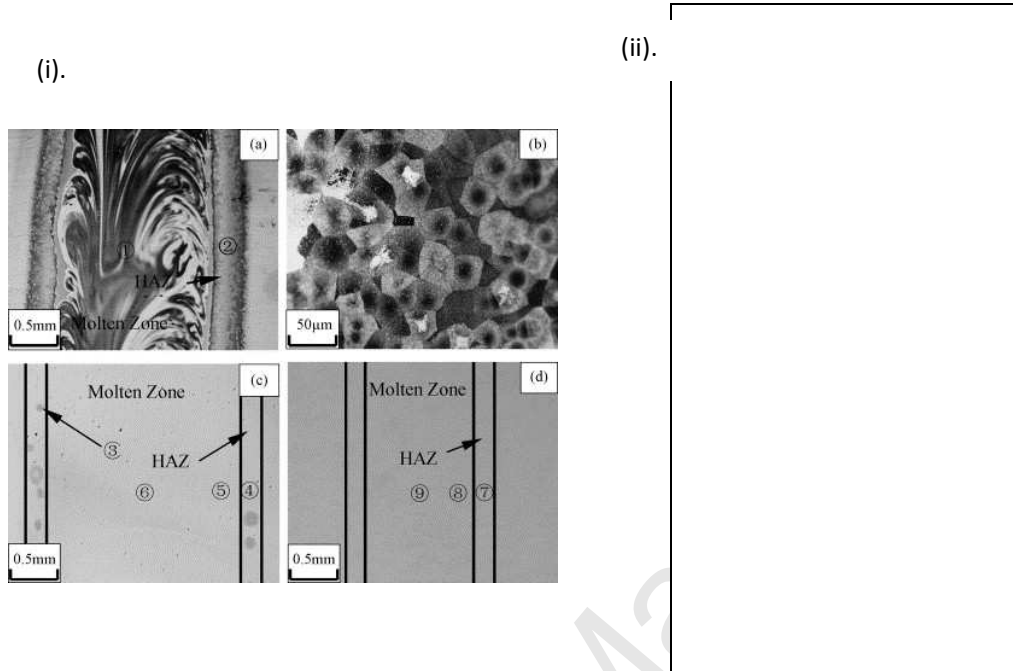 (i).
(ii).
(a)
①
②
HAZ
0.5mm
Molten Zone
(b)
50μm
(c)
Molten Zone
③
HAZ
⑥
⑤
④
0.5mm
(d)
Molten Zone
HAZ
⑨
⑧
⑦
0.5mm
Ma